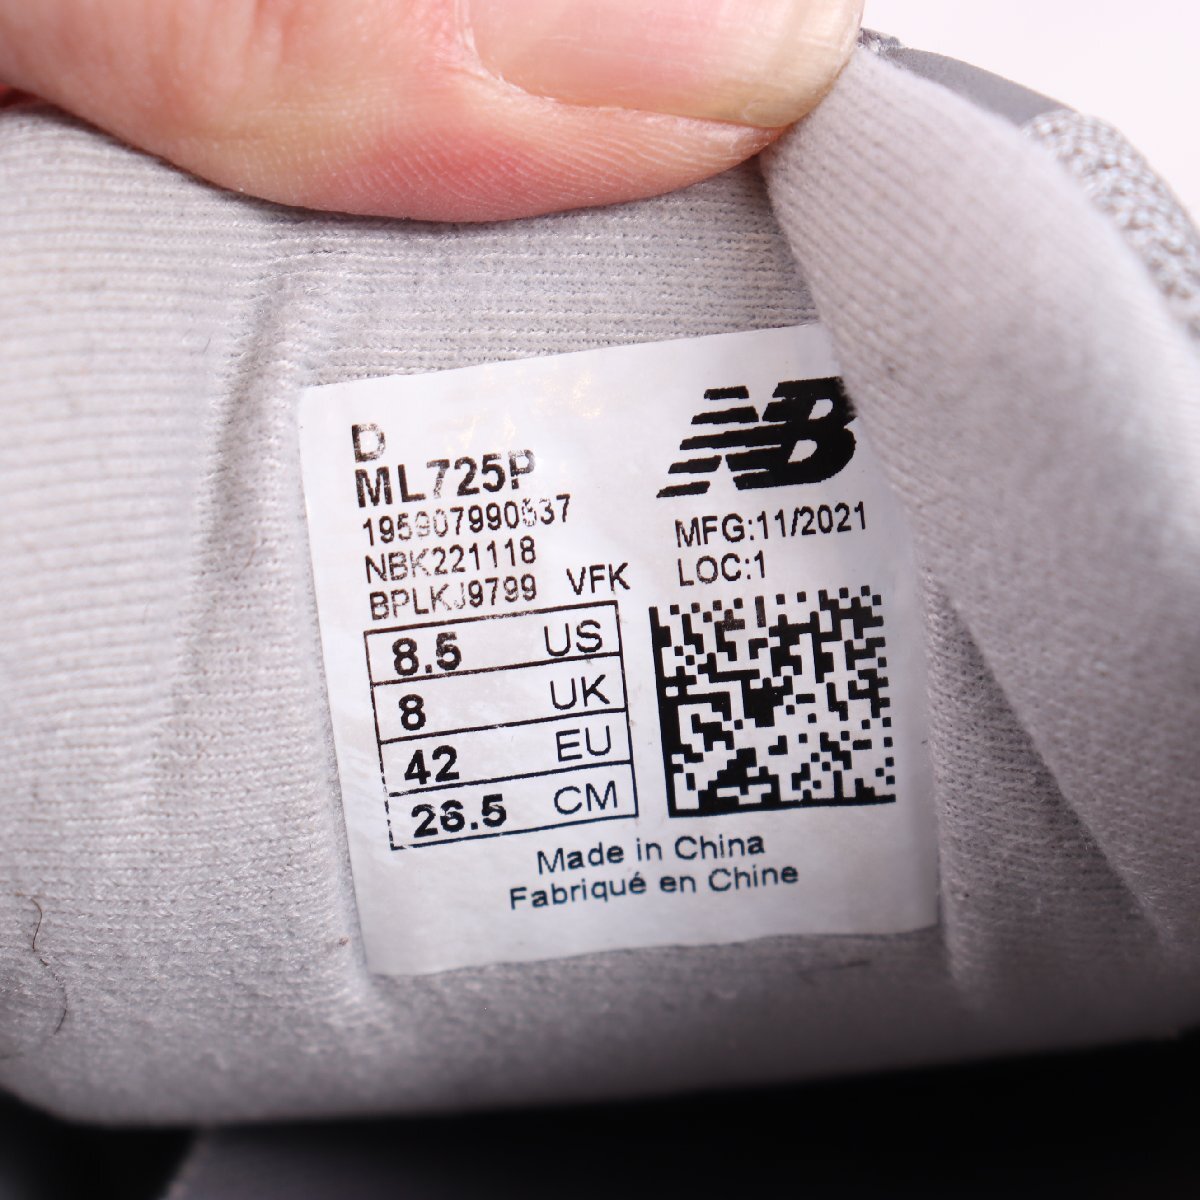 D
ML725P
NB
NBK221118
MFG:11/2021
BPLKJ9799 VFK
LOC:1
8.5 US
8 UK
42 EU
26.5 CM
Made in China
Fabriqué en Chine